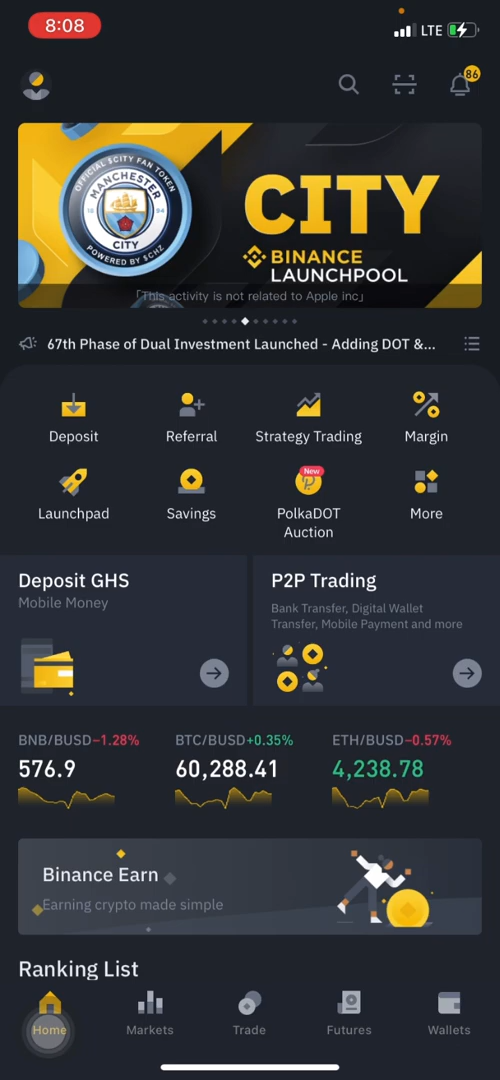 8:08
LTE
86
OFFICIAL $CITY FAN TOKEN
MANCHESTER
18 94
CITY
POWERED BY $CHZ
CITY
BINANCE
LAUNCHPOOL
「This activity is not related to Apple inc」
67th Phase of Dual Investment Launched - Adding DOT &...
Deposit
Referral
Strategy Trading
Margin
New
Launchpad
Savings
PolkaDOT
Auction
More
Deposit GHS
Mobile Money
P2P Trading
Bank Transfer, Digital Wallet
Transfer, Mobile Payment and more
BNB/BUSD-1.28%
576.9
BTC/BUSD+0.35%
60,288.41
ETH/BUSD-0.57%
4,238.78
Binance Earn
Earning crypto made simple
Ranking List
Home
Markets
Trade
Futures
Wallets